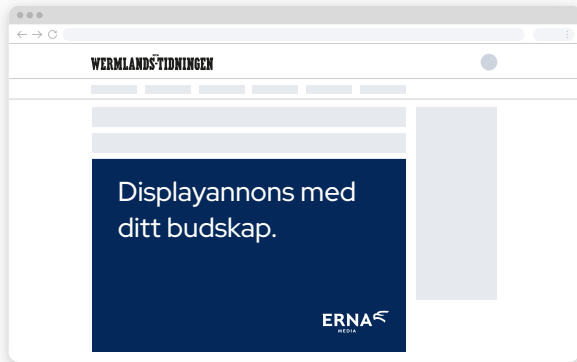 WERMLANDS-TIDNINGEN
Displayannons med
ditt budskap.
ERNA
MEDIA